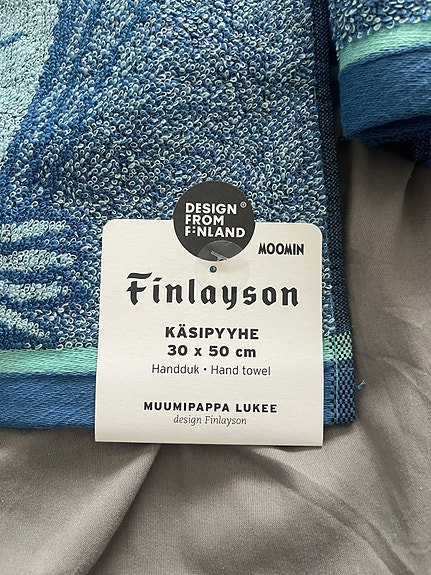 DESIGN®
FROM
FINLAND
MOOMIN
Finlayson
KÄSIPYYHE
30 x 50 cm
Handduk • Hand towel
MUUMIPAPPA LUKEE
design Finlayson